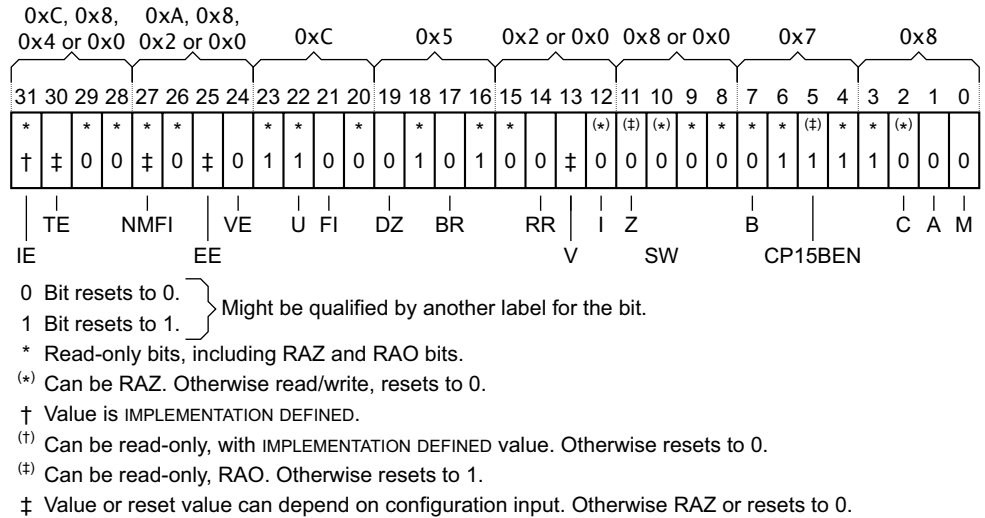 0xC, 0x8, 0xA, 0x8,
0x4 or 0x0 0x2 or 0x0 0xC 0x5 0x2 or 0x0 0x8 or 0x0 0x7 0x8
31 30 29 28 27 26 25 24 23 22 21 20 19 18 17 16 15 14 13 12 11 10 9 8 7 6 5 4 3 2 1 0
* * * * * * * * * * * (*) (‡) (*) * * * * (‡) * * (*)
† ‡ 0 0 ‡ 0 ‡ 0 1 1 0 0 0 1 0 1 0 0 ‡ 0 0 0 0 0 0 1 1 1 1 0 0 0
TE NMFI VE U FI DZ BR RR I Z B C A M
IE EE V SW CP15BEN
0 Bit resets to 0.
Might be qualified by another label for the bit.
1 Bit resets to 1.
* Read-only bits, including RAZ and RAO bits.
(*) Can be RAZ. Otherwise read/write, resets to 0.
† Value is IMPLEMENTATION DEFINED.
(†) Can be read-only, with IMPLEMENTATION DEFINED value. Otherwise resets to 0.
(‡) Can be read-only, RAO. Otherwise resets to 1.
‡ Value or reset value can depend on configuration input. Otherwise RAZ or resets to 0.